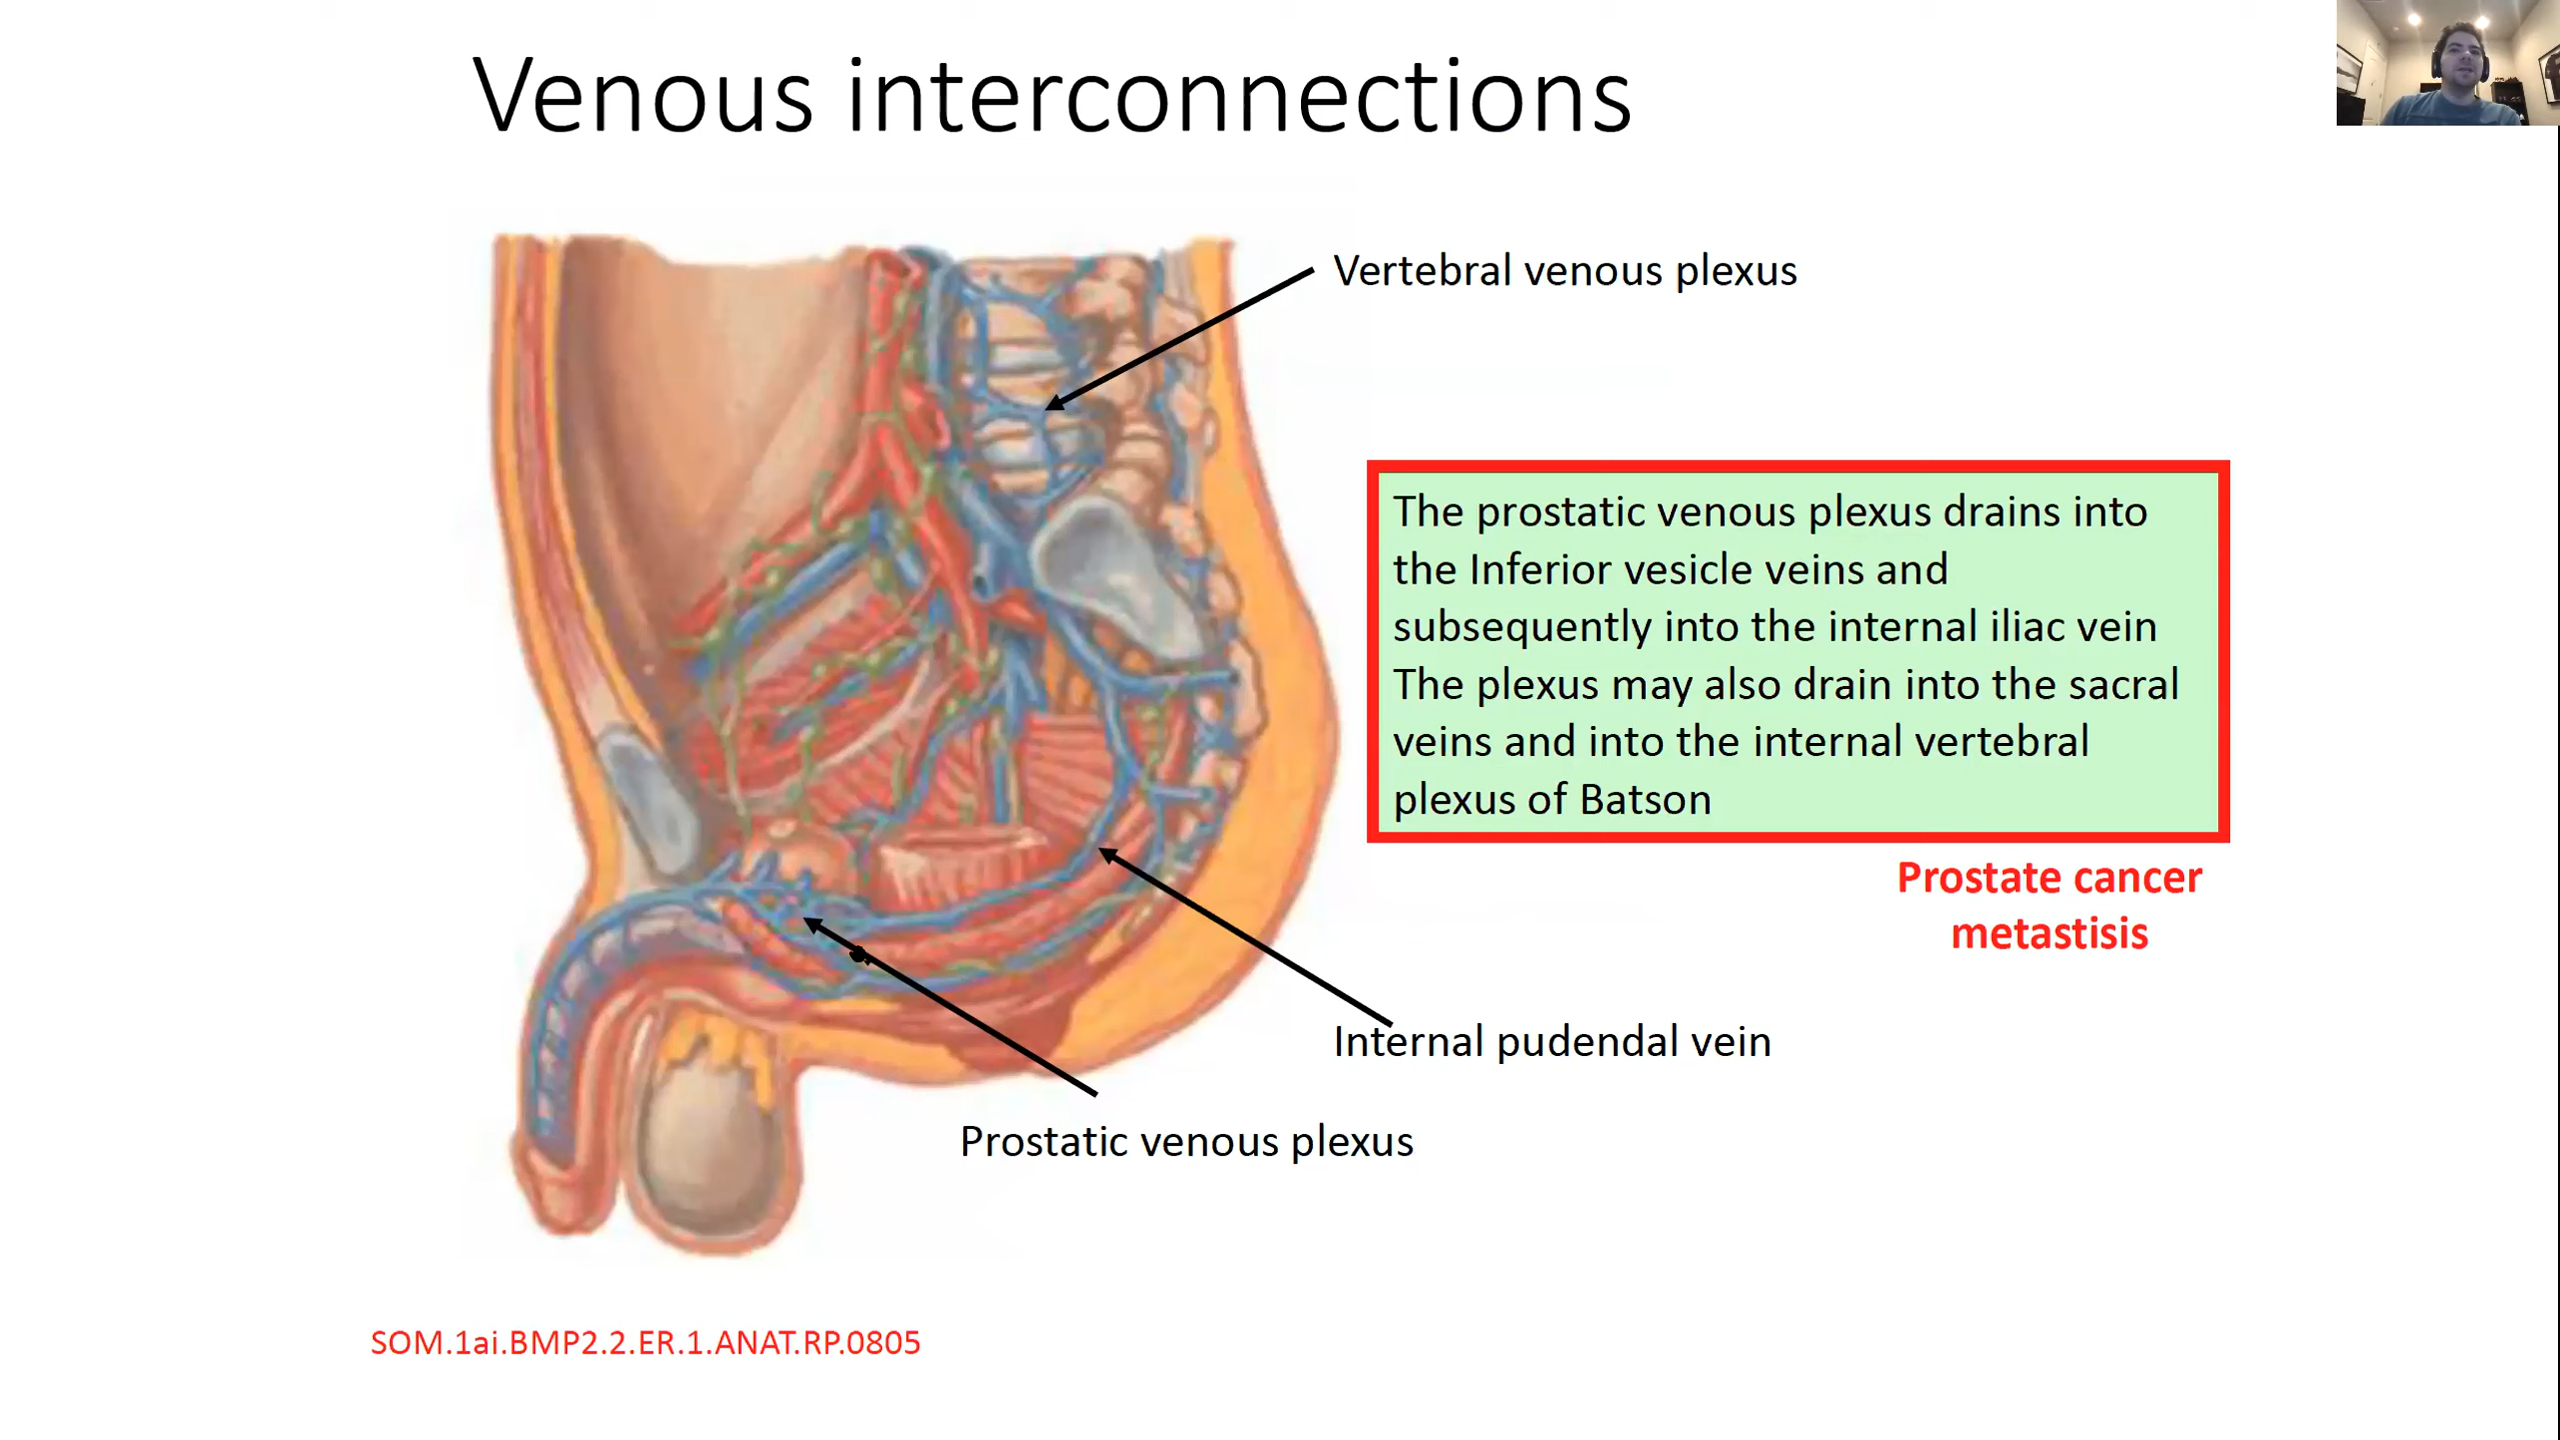 Venous interconnections
Vertebral venous plexus
The prostatic venous plexus drains into
the Inferior vesicle veins and
subsequently into the internal iliac vein
The plexus may also drain into the sacral
veins and into the internal vertebral
plexus of Batson
Prostate cancer
metastisis
Internal pudendal vein
Prostatic venous plexus
SOM.1ai.BMP2.2.ER.1.ANAT.RP.0805